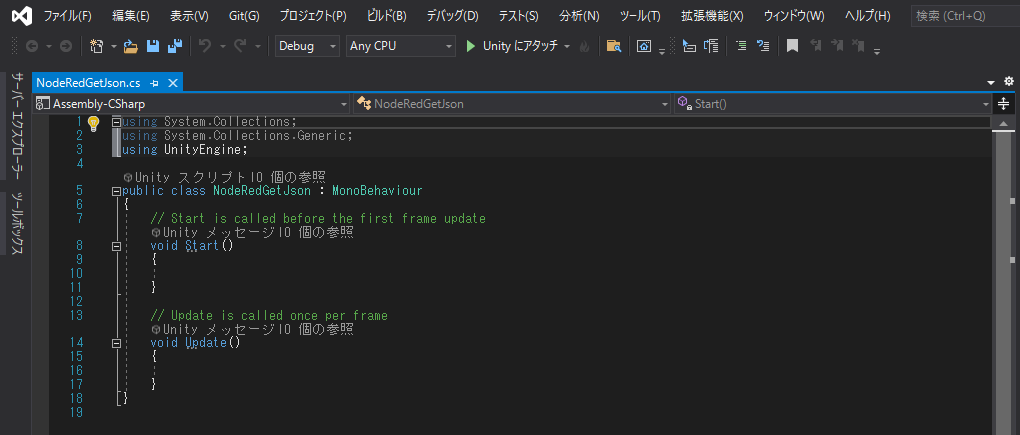 ファイル(F) 編集(E) 表示(V) Git(G) プロジェクト(P) ビルド(B) デバッグ(D) テスト(S) 分析(N) ツール(T) 拡張機能(X) ウィンドウ(W) ヘルプ(H) 検索 (Ctrl+Q)
Debug Any CPU Unity にアタッチ
サーバー エクスプローラー
ツールボックス
NodeRedGetJson.cs
Assembly-CSharp NodeRedGetJson Start()
1 using System.Collections;
2 using System.Collections.Generic;
3 using UnityEngine;
4
Unity スクリプト|0 個の参照
5 public class NodeRedGetJson : MonoBehaviour
6 {
7 // Start is called before the first frame update
Unity メッセージ|0 個の参照
8 void Start()
9 {
10
11 }
12
13 // Update is called once per frame
Unity メッセージ|0 個の参照
14 void Update()
15 {
16
17 }
18 }
19